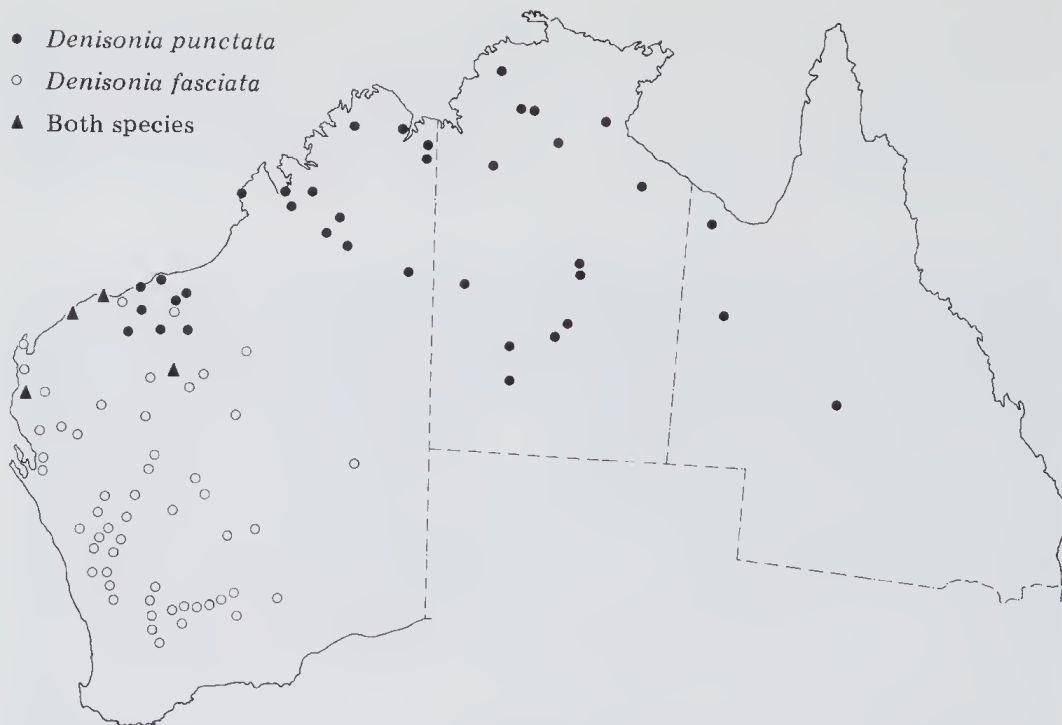 ● Denisonia punctata
○ Denisonia fasciata
▲ Both species